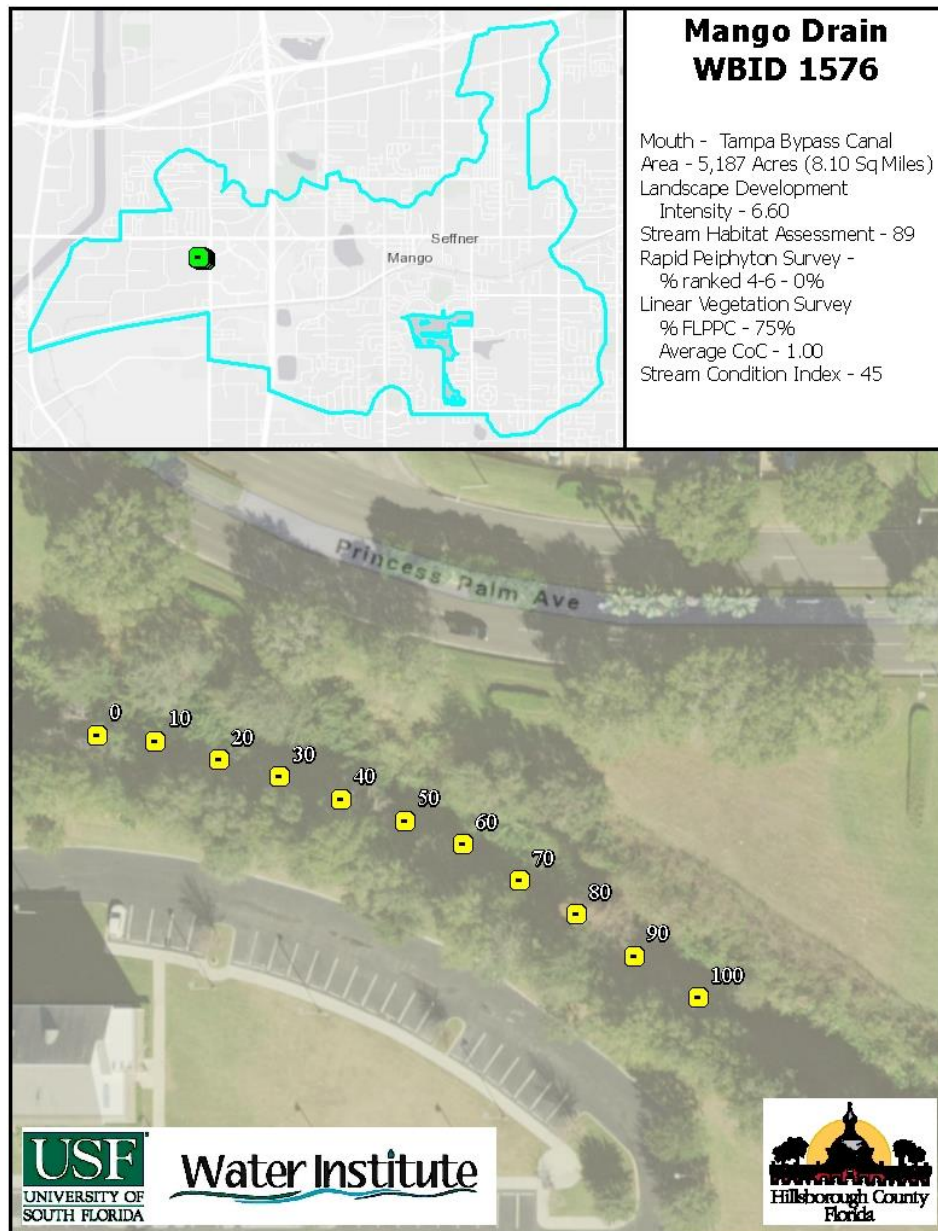 Mango Drain
WBID 1576
Mouth - Tampa Bypass Canal
Area - 5,187 Acres (8.10 Sq Miles)
Landscape Development
Intensity - 6.60
Stream Habitat Assessment - 89
Rapid Peiphyton Survey -
% ranked 4-6 - 0%
Linear Vegetation Survey
% FLPPC - 75%
Average CoC - 1.00
Stream Condition Index - 45
Seffner
Mango
Princess Palm Ave
0
10
20
30
40
50
60
70
80
90
100
USF
UNIVERSITY OF
SOUTH FLORIDA
Water Institute
Hillsborough County
Florida